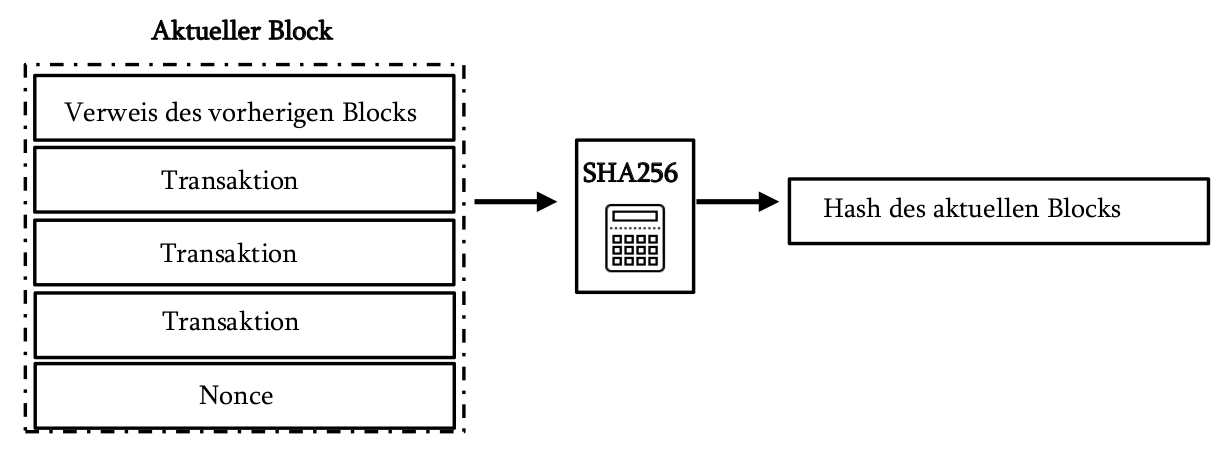 Aktueller Block
Verweis des vorherigen Blocks
Transaktion
Transaktion
Transaktion
Nonce
SHA256
Hash des aktuellen Blocks